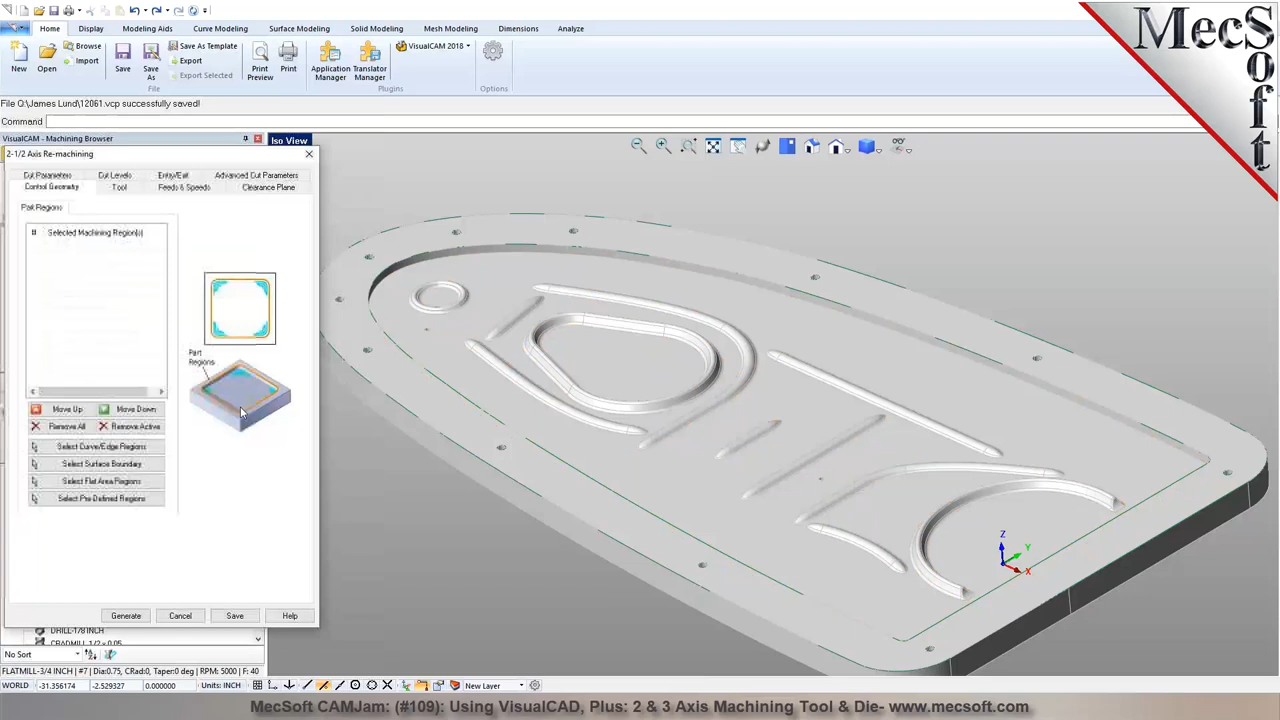 Home Display Modeling Aids Curve Modeling Surface Modeling Solid Modeling Mesh Modeling Dimensions Analyze
New Open Browse Import Save Save As Save As Template Export Export Selected Print Preview Print Application Manager Translator Manager VisualCAM 2018
File Plugins Options
File Q:\James Lund\12061.vcp successfully saved!
Command
VisualCAM - Machining Browser
Iso View
2-1/2 Axis Re-machining
Cut Parameters Cut Levels Entry/Exit Advanced Cut Parameters
Control Geometry Tool Feeds & Speeds Clearance Plane
Part Regions
# Selected Machining Region(s)
Part
Regions
Move Up Move Down
Remove All Remove Active
Select Curve/Edge Regions
Select Surface Boundary
Select Flat Area Regions
Select Pre-Defined Regions
Z
Y
X
Generate Cancel Save Help
DRILL-1/8 INCH
CRADMILL 1/2 x 0.05
No Sort
FLATMILL-3/4 INCH | #7 | Dia:0.75, CRad:0, Taper:0 deg | RPM: 5000 | F: 40
WORLD -31.356174 -2.529327 0.000000 Units: INCH New Layer
MecSoft
MecSoft CAMJam: (#109): Using VisualCAD, Plus: 2 & 3 Axis Machining Tool & Die- www.mecsoft.com